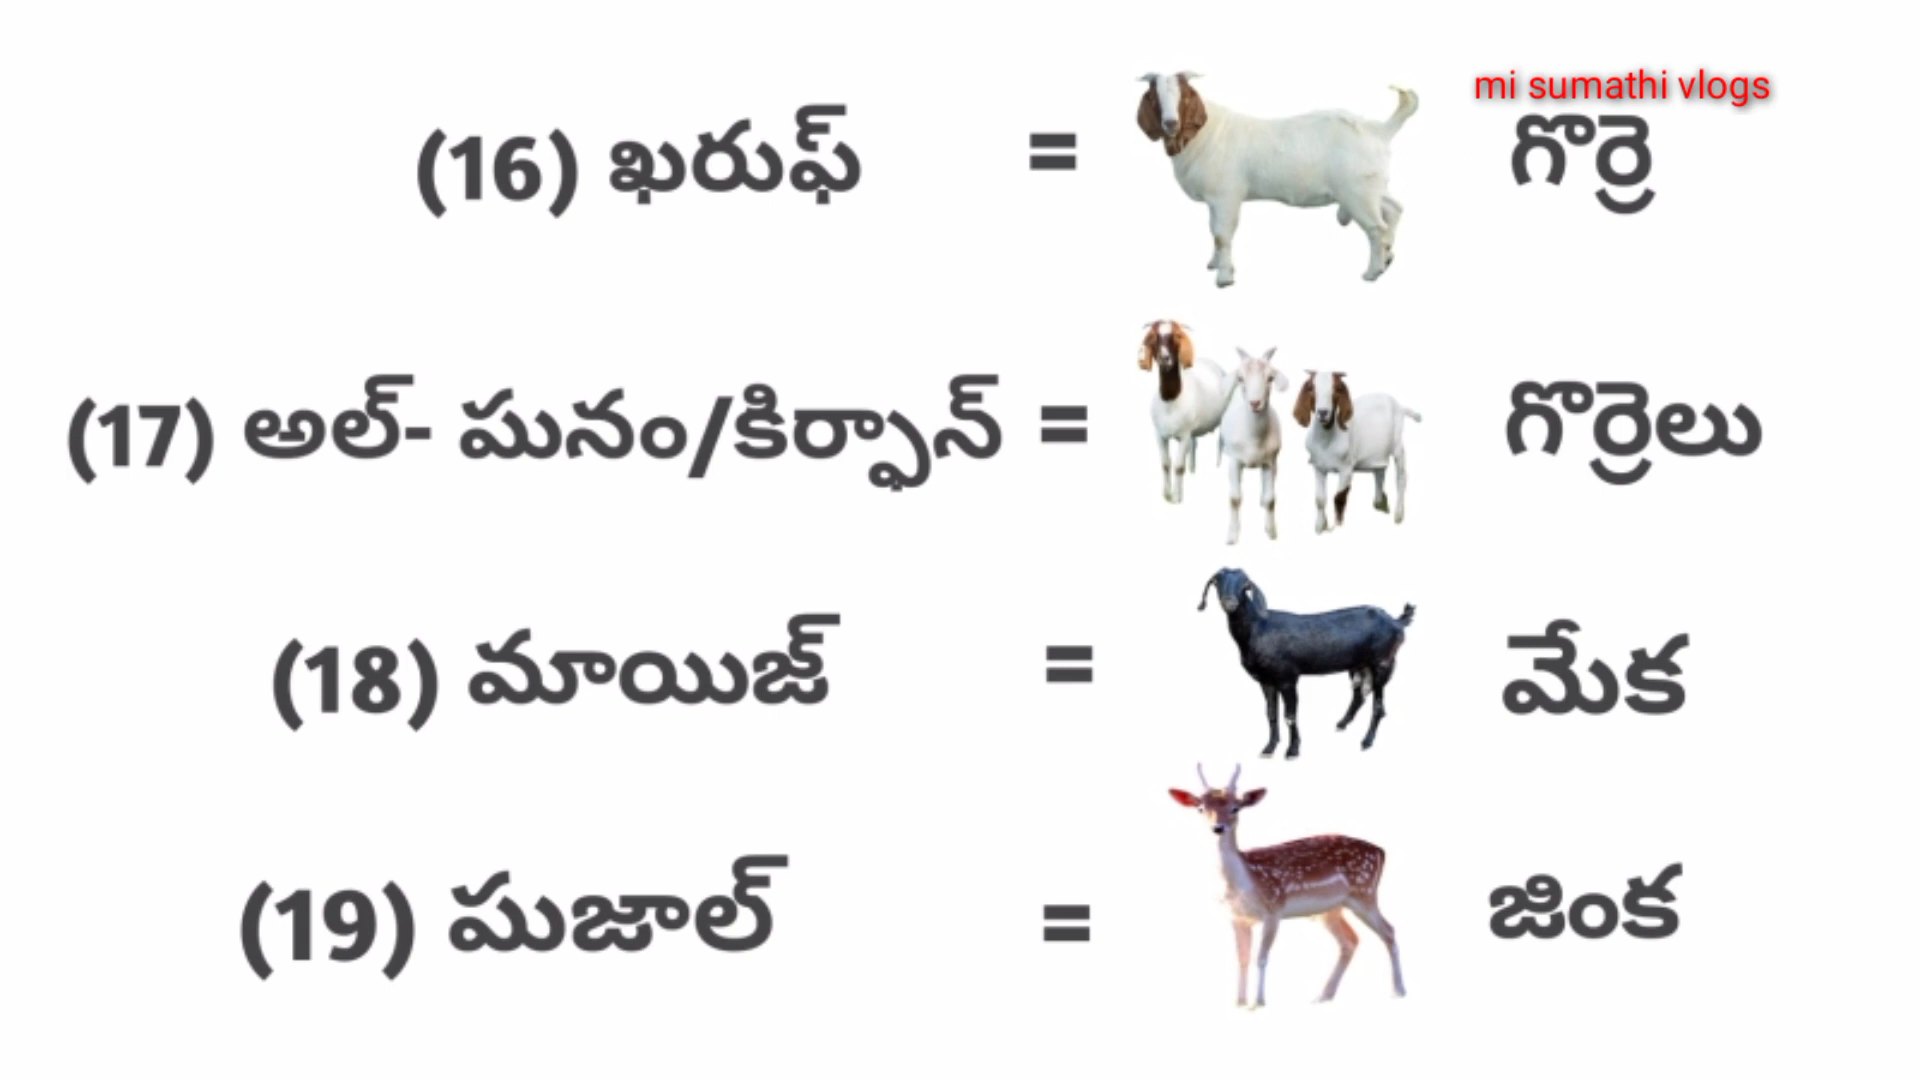 mi sumathi vlogs
(16) ఖరుఫ్ = గొర్రె
(17) అల్- ఘనం/కిర్ఫాన్ = గొర్రెలు
(18) మాయిజ్ = మేక
(19) ఘజాల్ = జింక